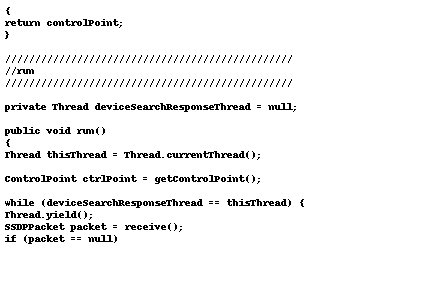 {
return controlPoint;
}
////////////////////////////////////////////////
//run
////////////////////////////////////////////////
private Thread deviceSearchResponseThread = null;
public void run()
{
Thread thisThread = Thread.currentThread();
ControlPoint ctrlPoint = getControlPoint();
while (deviceSearchResponseThread == thisThread) {
Thread.yield();
SSDPPacket packet = receive();
if (packet == null)